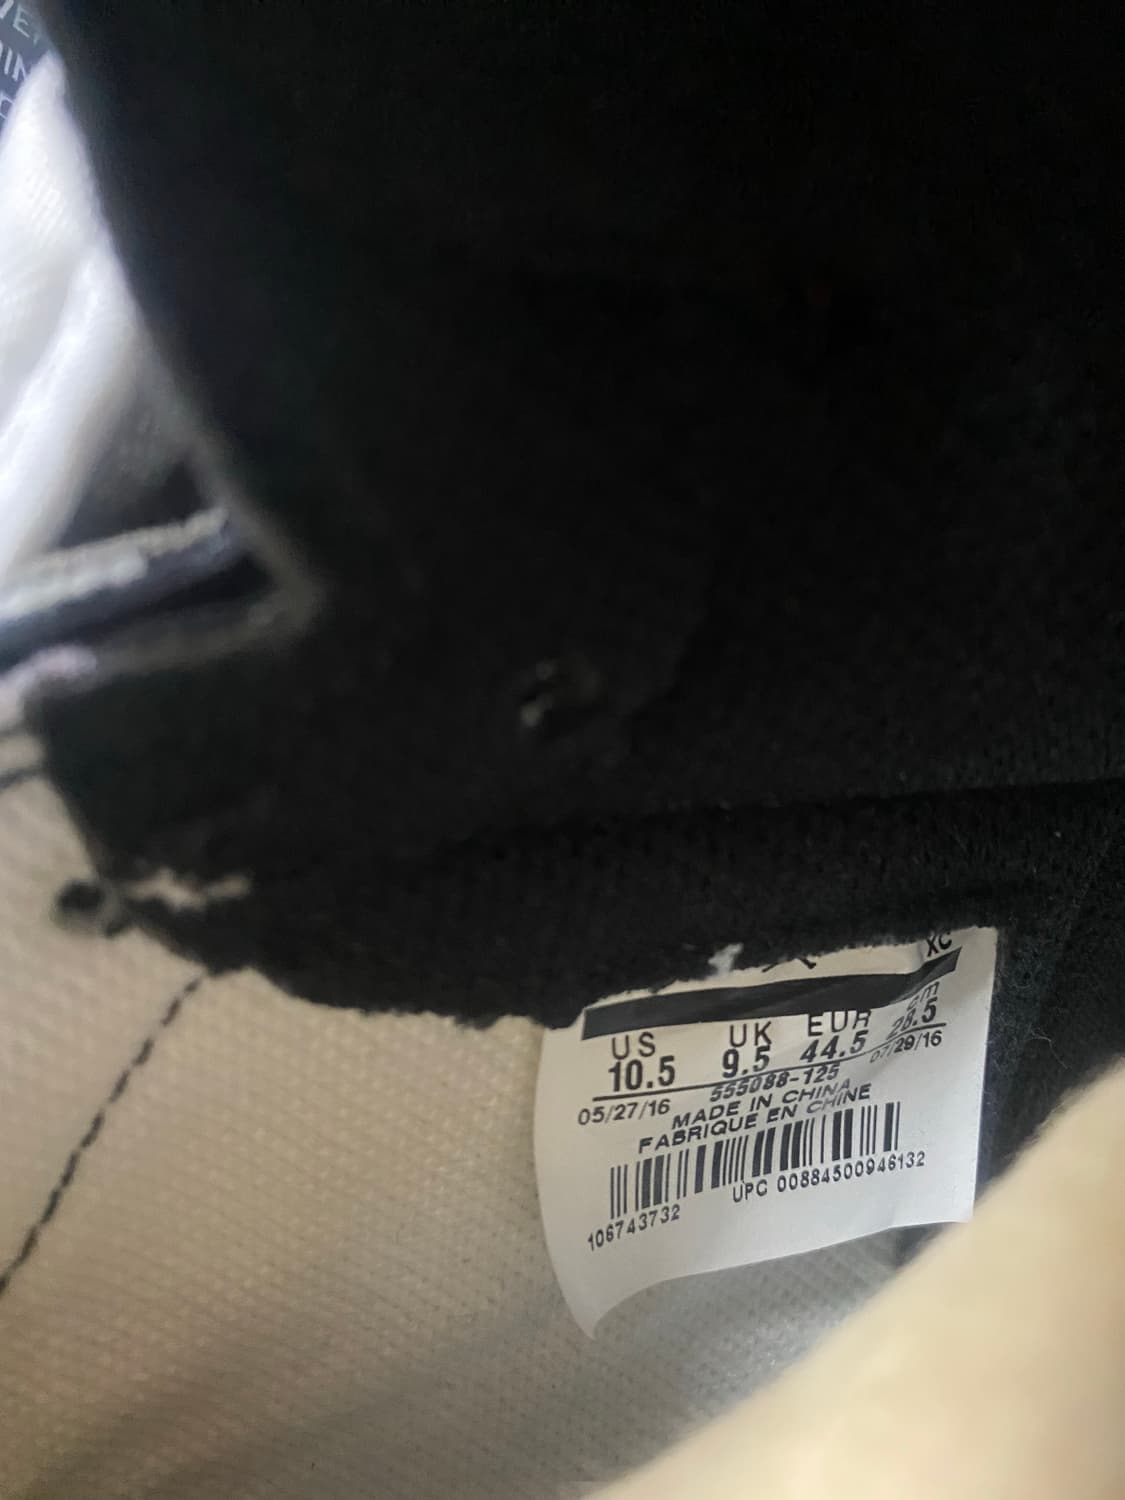 XC
US UK EUR cm
10.5 9.5 44.5 28.5
05/27/16 07/29/16
555088-125
MADE IN CHINA
FABRIQUE EN CHINE
106743732 UPC 00884500946132